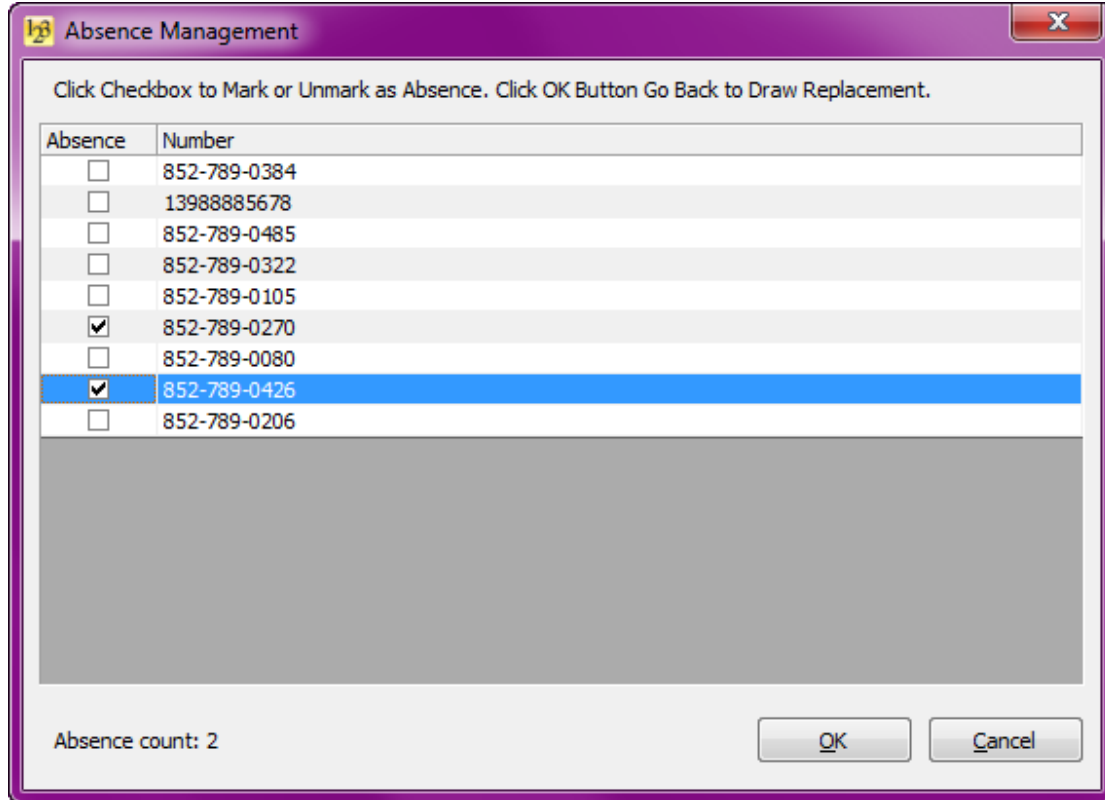 Absence Management
Click Checkbox to Mark or Unmark as Absence. Click OK Button Go Back to Draw Replacement.
Absence Number
852-789-0384
13988885678
852-789-0485
852-789-0322
852-789-0105
852-789-0270
852-789-0080
852-789-0426
852-789-0206
Absence count: 2 OK Cancel